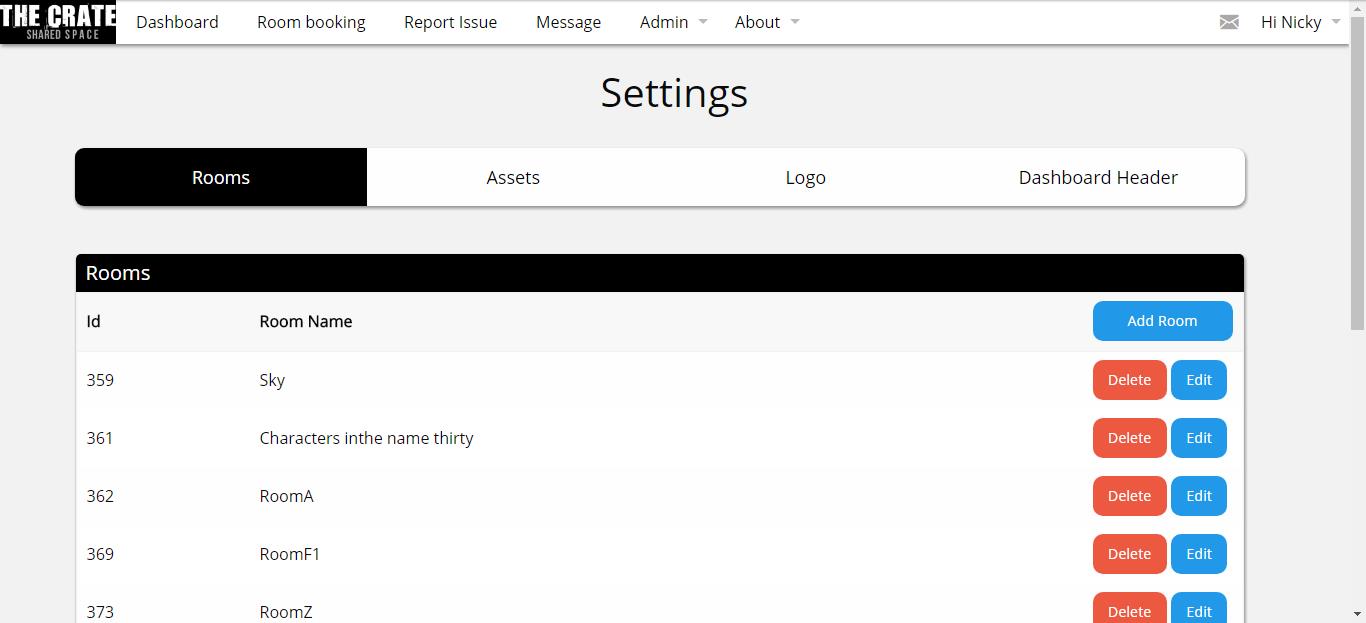 THE CRATE
SHARED SPACE
Dashboard Room booking Report Issue Message Admin About Hi Nicky
Settings
Rooms Assets Logo Dashboard Header
Rooms
Id Room Name Add Room
359 Sky Delete Edit
361 Characters inthe name thirty Delete Edit
362 RoomA Delete Edit
369 RoomF1 Delete Edit
373 RoomZ Delete Edit